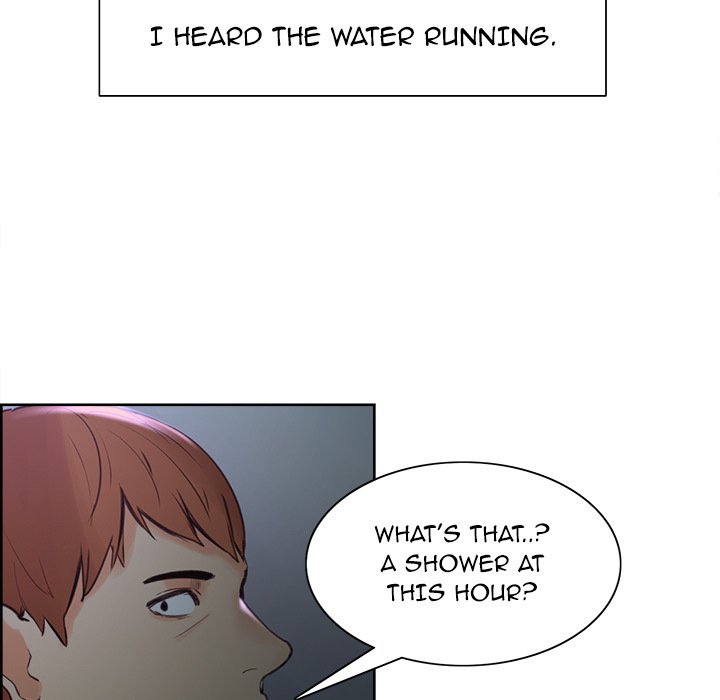 I HEARD THE WATER RUNNING.
WHAT'S THAT..?
A SHOWER AT
THIS HOUR?